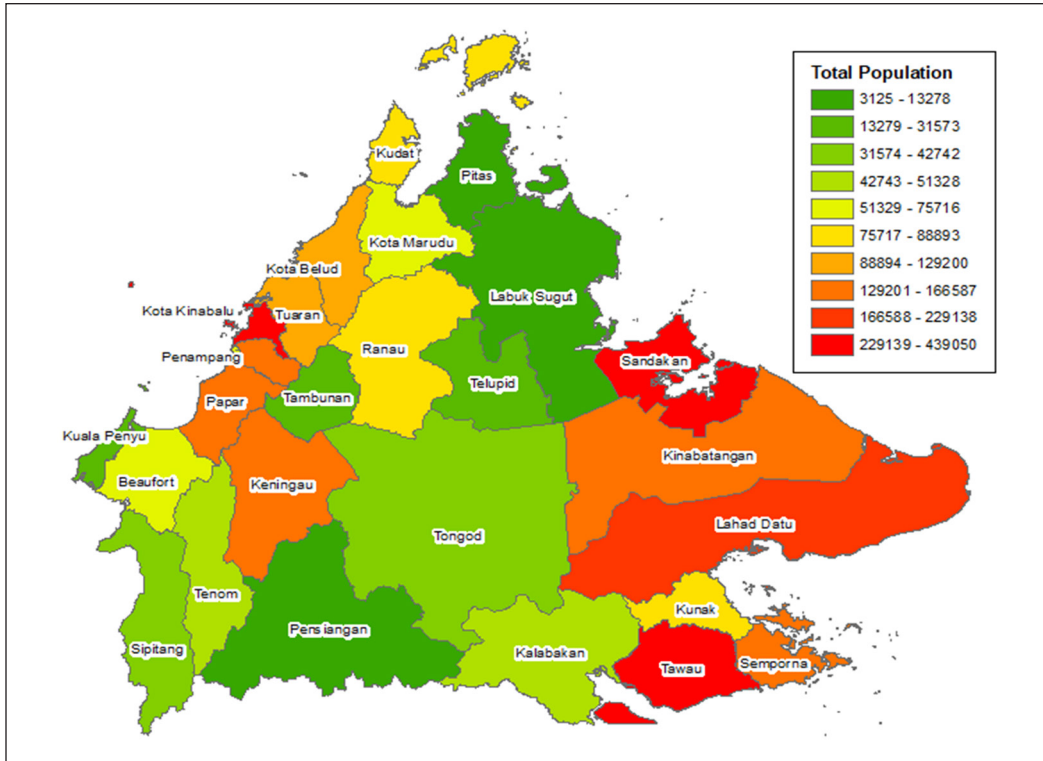 Total Population
3125 - 13278
13279 - 31573
31574 - 42742
42743 - 51328
51329 - 75716
75717 - 88893
88894 - 129200
129201 - 166587
166588 - 229138
229139 - 439050
Kudat
Pitas
Kota Marudu
Kota Belud
Labuk Sugut
Kota Kinabalu
Tuaran
Ranau
Penampang
Sandakan
Telupid
Tambunan
Papar
Kuala Penyu
Kinabatangan
Beaufort
Keningau
Lahad Datu
Tongod
Tenom
Kunak
Pensiangan
Sipitang
Kalabakan
Tawau
Semporna